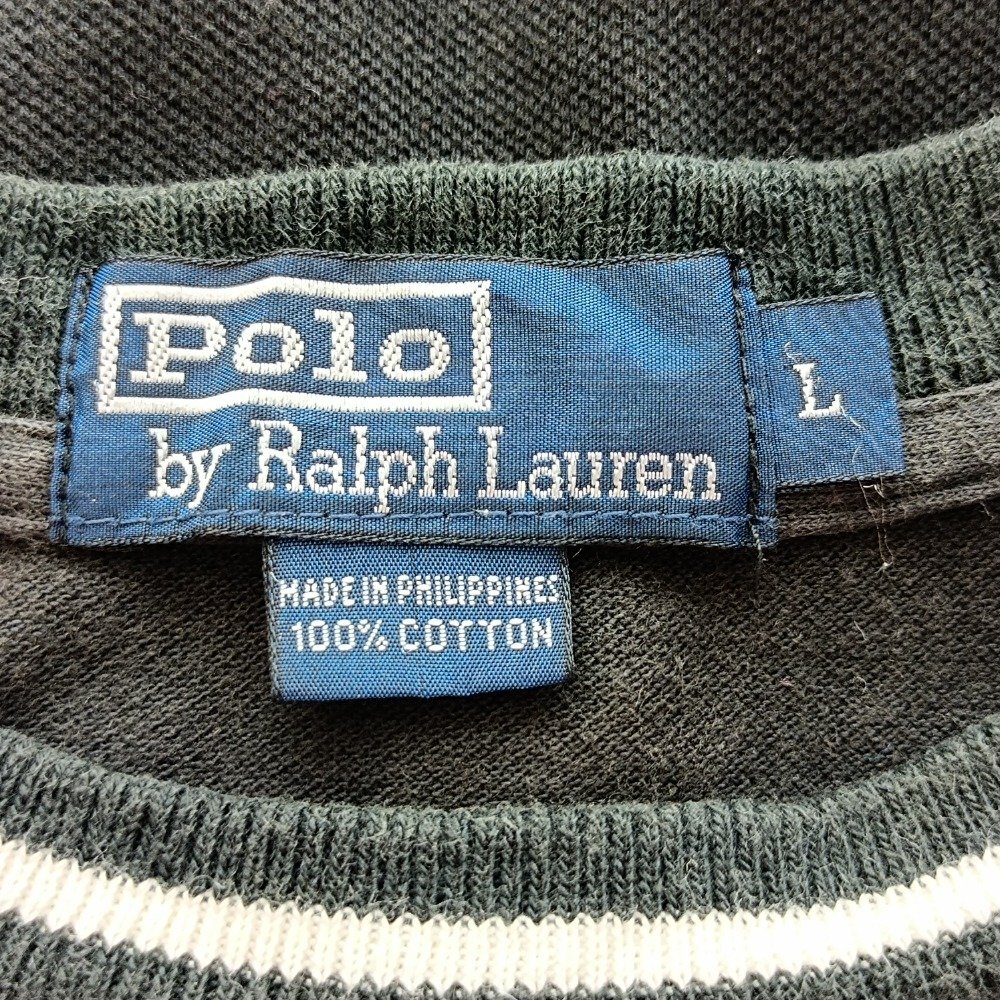 Polo
by Ralph Lauren
L
MADE IN PHILIPPINES
100% COTTON